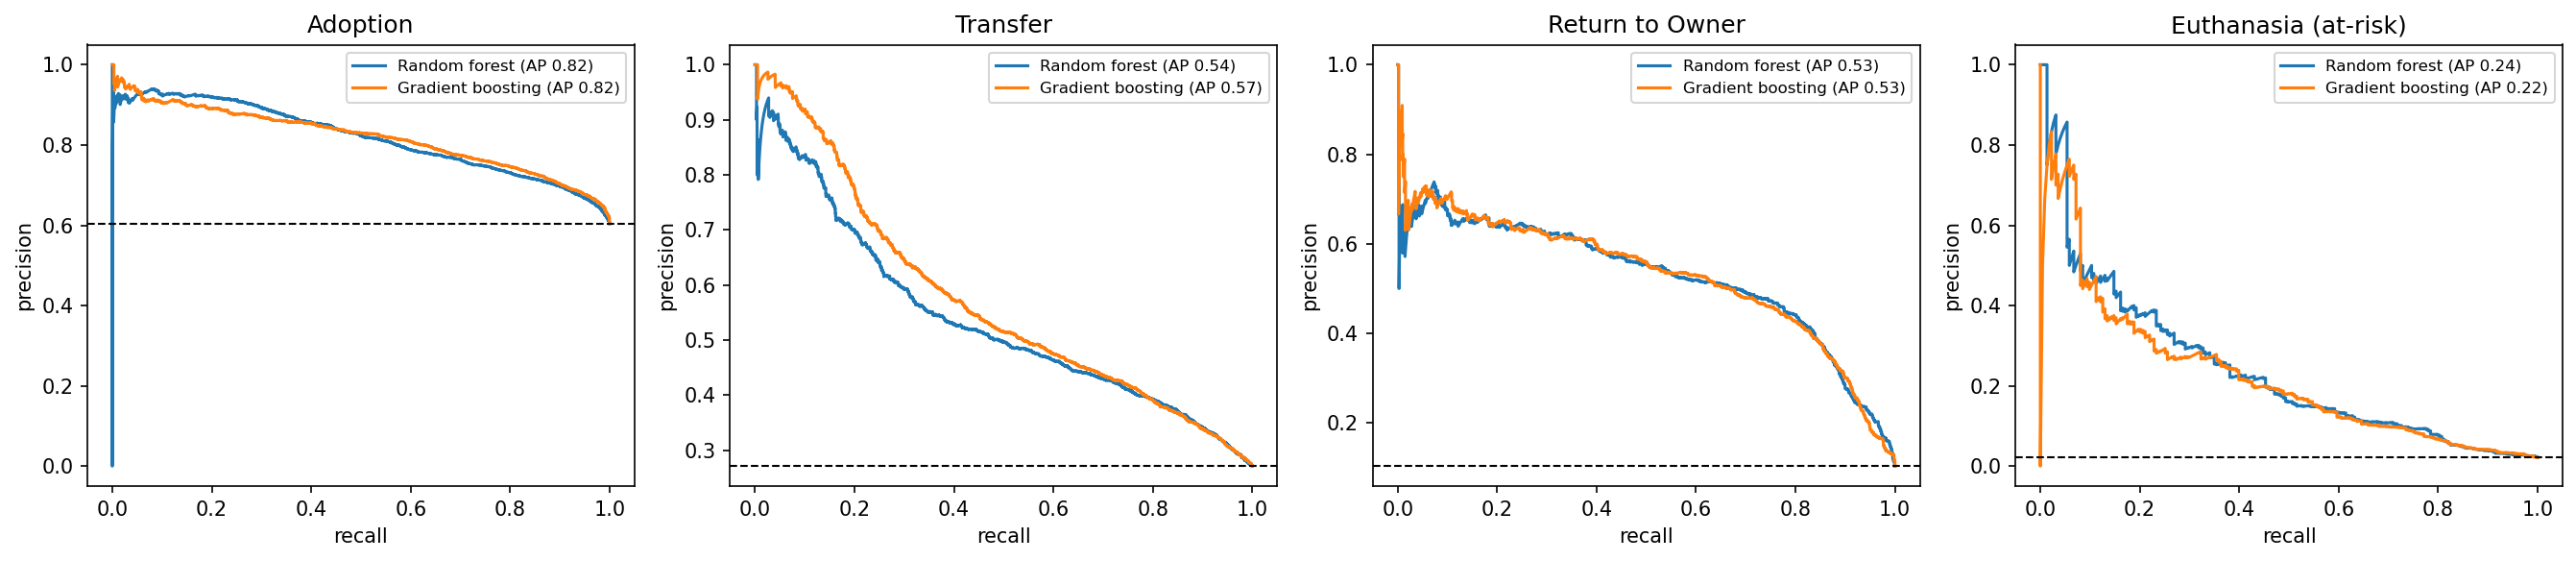 Adoption
Random forest (AP 0.82)
Gradient boosting (AP 0.82)
precision
1.0
0.8
0.6
0.4
0.2
0.0
0.0 0.2 0.4 0.6 0.8 1.0
recall
Transfer
Random forest (AP 0.54)
Gradient boosting (AP 0.57)
precision
1.0
0.9
0.8
0.7
0.6
0.5
0.4
0.3
0.0 0.2 0.4 0.6 0.8 1.0
recall
Return to Owner
Random forest (AP 0.53)
Gradient boosting (AP 0.53)
precision
1.0
0.8
0.6
0.4
0.2
0.0 0.2 0.4 0.6 0.8 1.0
recall
Euthanasia (at-risk)
Random forest (AP 0.24)
Gradient boosting (AP 0.22)
precision
1.0
0.8
0.6
0.4
0.2
0.0
0.0 0.2 0.4 0.6 0.8 1.0
recall